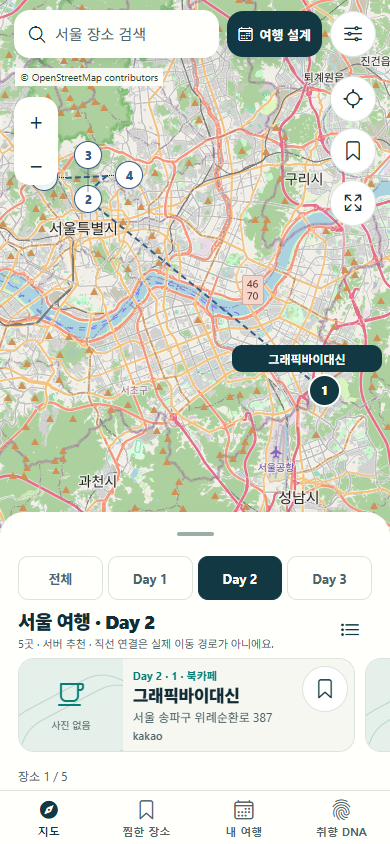 서울 장소 검색
여행 설계
© OpenStreetMap contributors
진건읍
퇴계원읍
+
−
3
4
2
구리시
서울특별시
46
70
그래픽바이대신
1
서초구
서울공항
과천시
성남시
전체
Day 1
Day 2
Day 3
서울 여행 · Day 2
5곳 · 서버 추천 · 직선 연결은 실제 이동 경로가 아니에요.
Day 2 · 1 · 북카페
그래픽바이대신
서울 송파구 위례순환로 387
kakao
사진 없음
장소 1 / 5
지도
찜한 장소
내 여행
취향 DNA